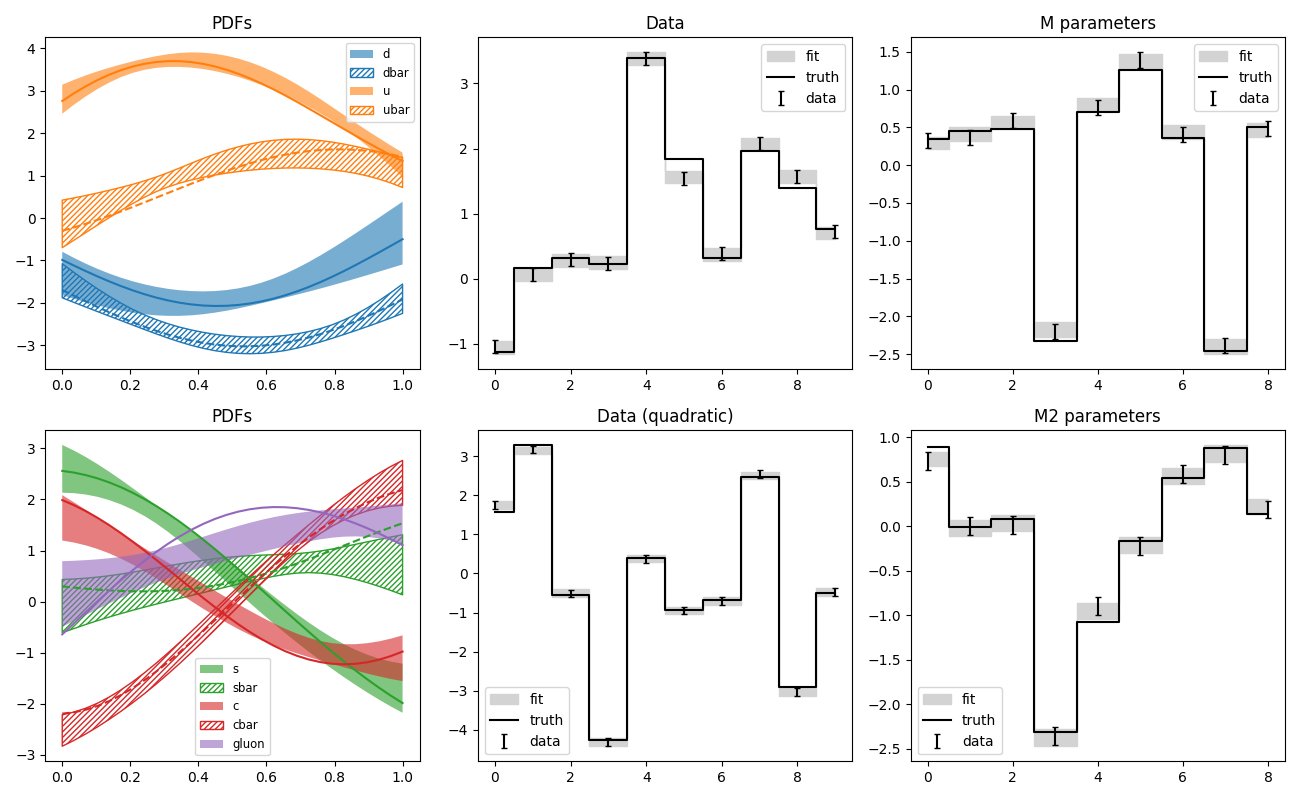 PDFs
4
3
2
1
0
−1
−2
−3
0.0 0.2 0.4 0.6 0.8 1.0
d
dbar
u
ubar
Data
3
2
1
0
−1
0 2 4 6 8
fit
truth
data
M parameters
1.5
1.0
0.5
0.0
−0.5
−1.0
−1.5
−2.0
−2.5
0 2 4 6 8
fit
truth
data
PDFs
3
2
1
0
−1
−2
−3
0.0 0.2 0.4 0.6 0.8 1.0
s
sbar
c
cbar
gluon
Data (quadratic)
3
2
1
0
−1
−2
−3
−4
0 2 4 6 8
fit
truth
data
M2 parameters
1.0
0.5
0.0
−0.5
−1.0
−1.5
−2.0
−2.5
0 2 4 6 8
fit
truth
data